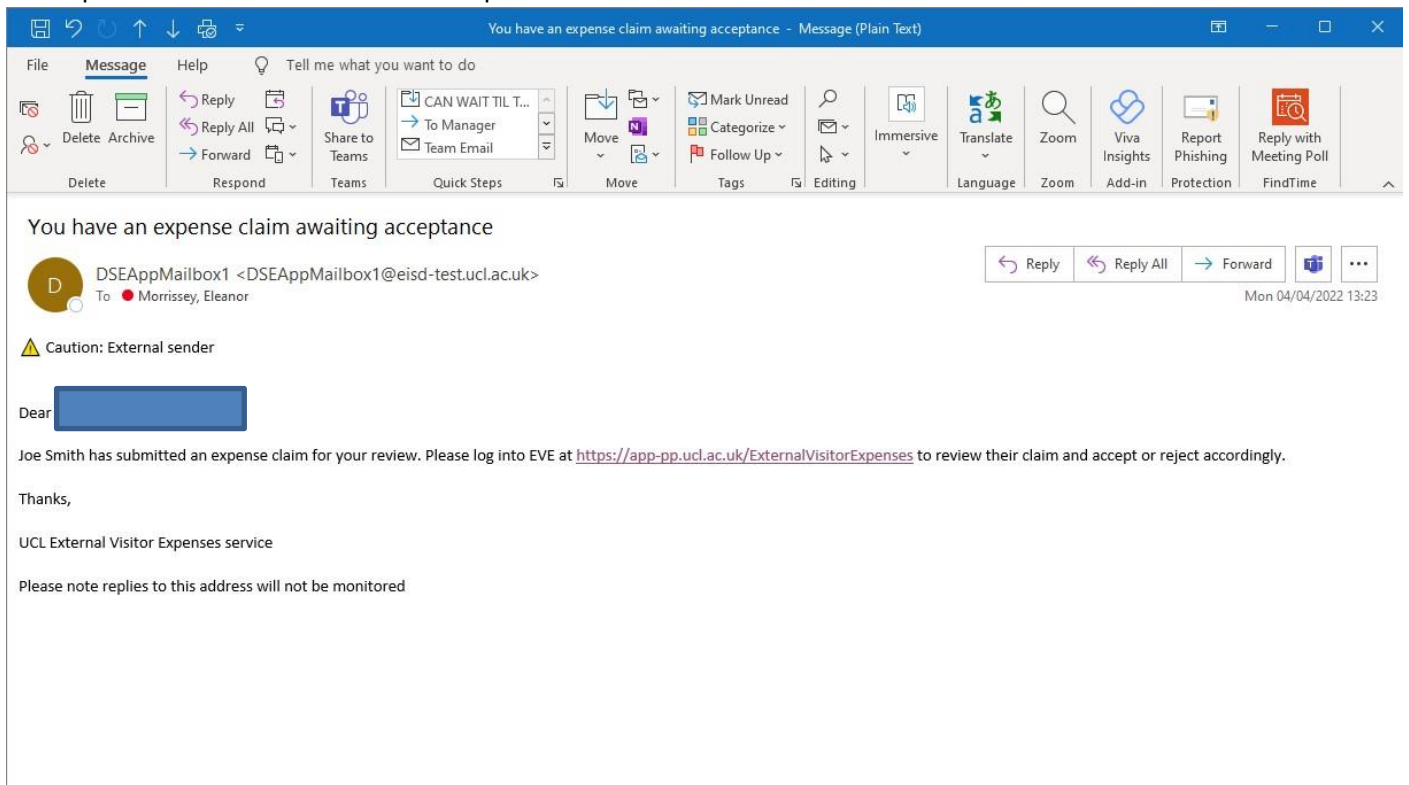 You have an expense claim awaiting acceptance - Message (Plain Text)
File Message Help Tell me what you want to do
Delete Archive
Reply
Reply All
Forward
Share to Teams
CAN WAIT TIL T...
To Manager
Team Email
Move
Mark Unread
Categorize
Follow Up
Immersive
Translate
Zoom
Viva Insights
Report Phishing
Reply with Meeting Poll
Delete Respond Teams Quick Steps Move Tags Editing Language Zoom Add-in Protection FindTime
You have an expense claim awaiting acceptance
D
DSEAppMailbox1 <DSEAppMailbox1@eisd-test.ucl.ac.uk>
To Morrissey, Eleanor
Reply Reply All Forward
Mon 04/04/2022 13:23
Caution: External sender
Dear
Joe Smith has submitted an expense claim for your review. Please log into EVE at https://app-pp.ucl.ac.uk/ExternalVisitorExpenses to review their claim and accept or reject accordingly.
Thanks,
UCL External Visitor Expenses service
Please note replies to this address will not be monitored